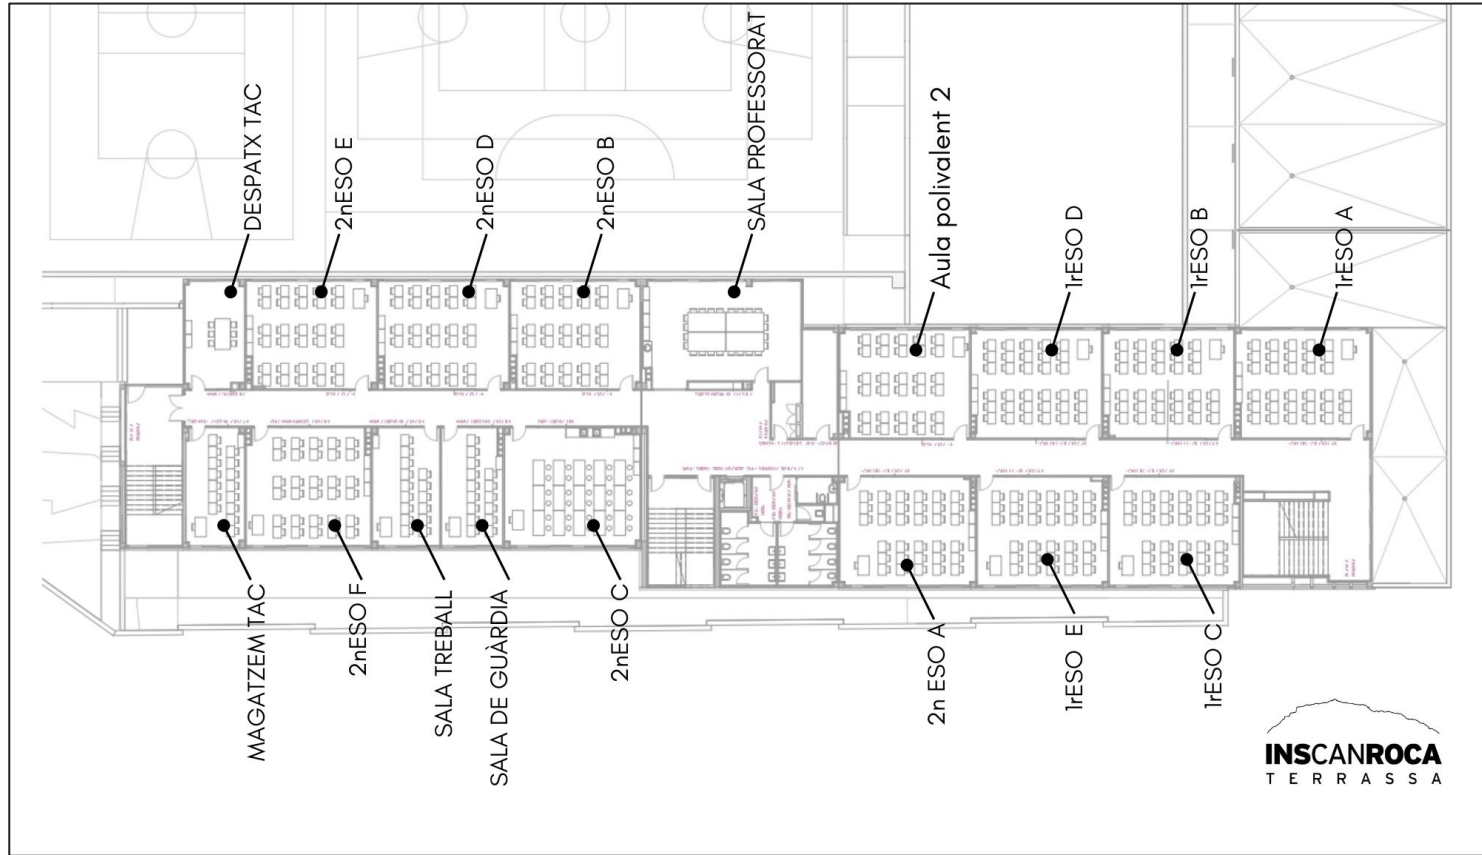 DESPATX TAC
2nESO E
2nESO D
2nESO B
SALA PROFESSORAT
Aula polivalent 2
1rESO D
1rESO B
1rESO A
MAGATZEM TAC
2nESO F
SALA TREBALL
SALA DE GUÀRDIA
2nESO C
2n ESO A
1rESO E
1rESO C
INSCANROCA
TERRASSA